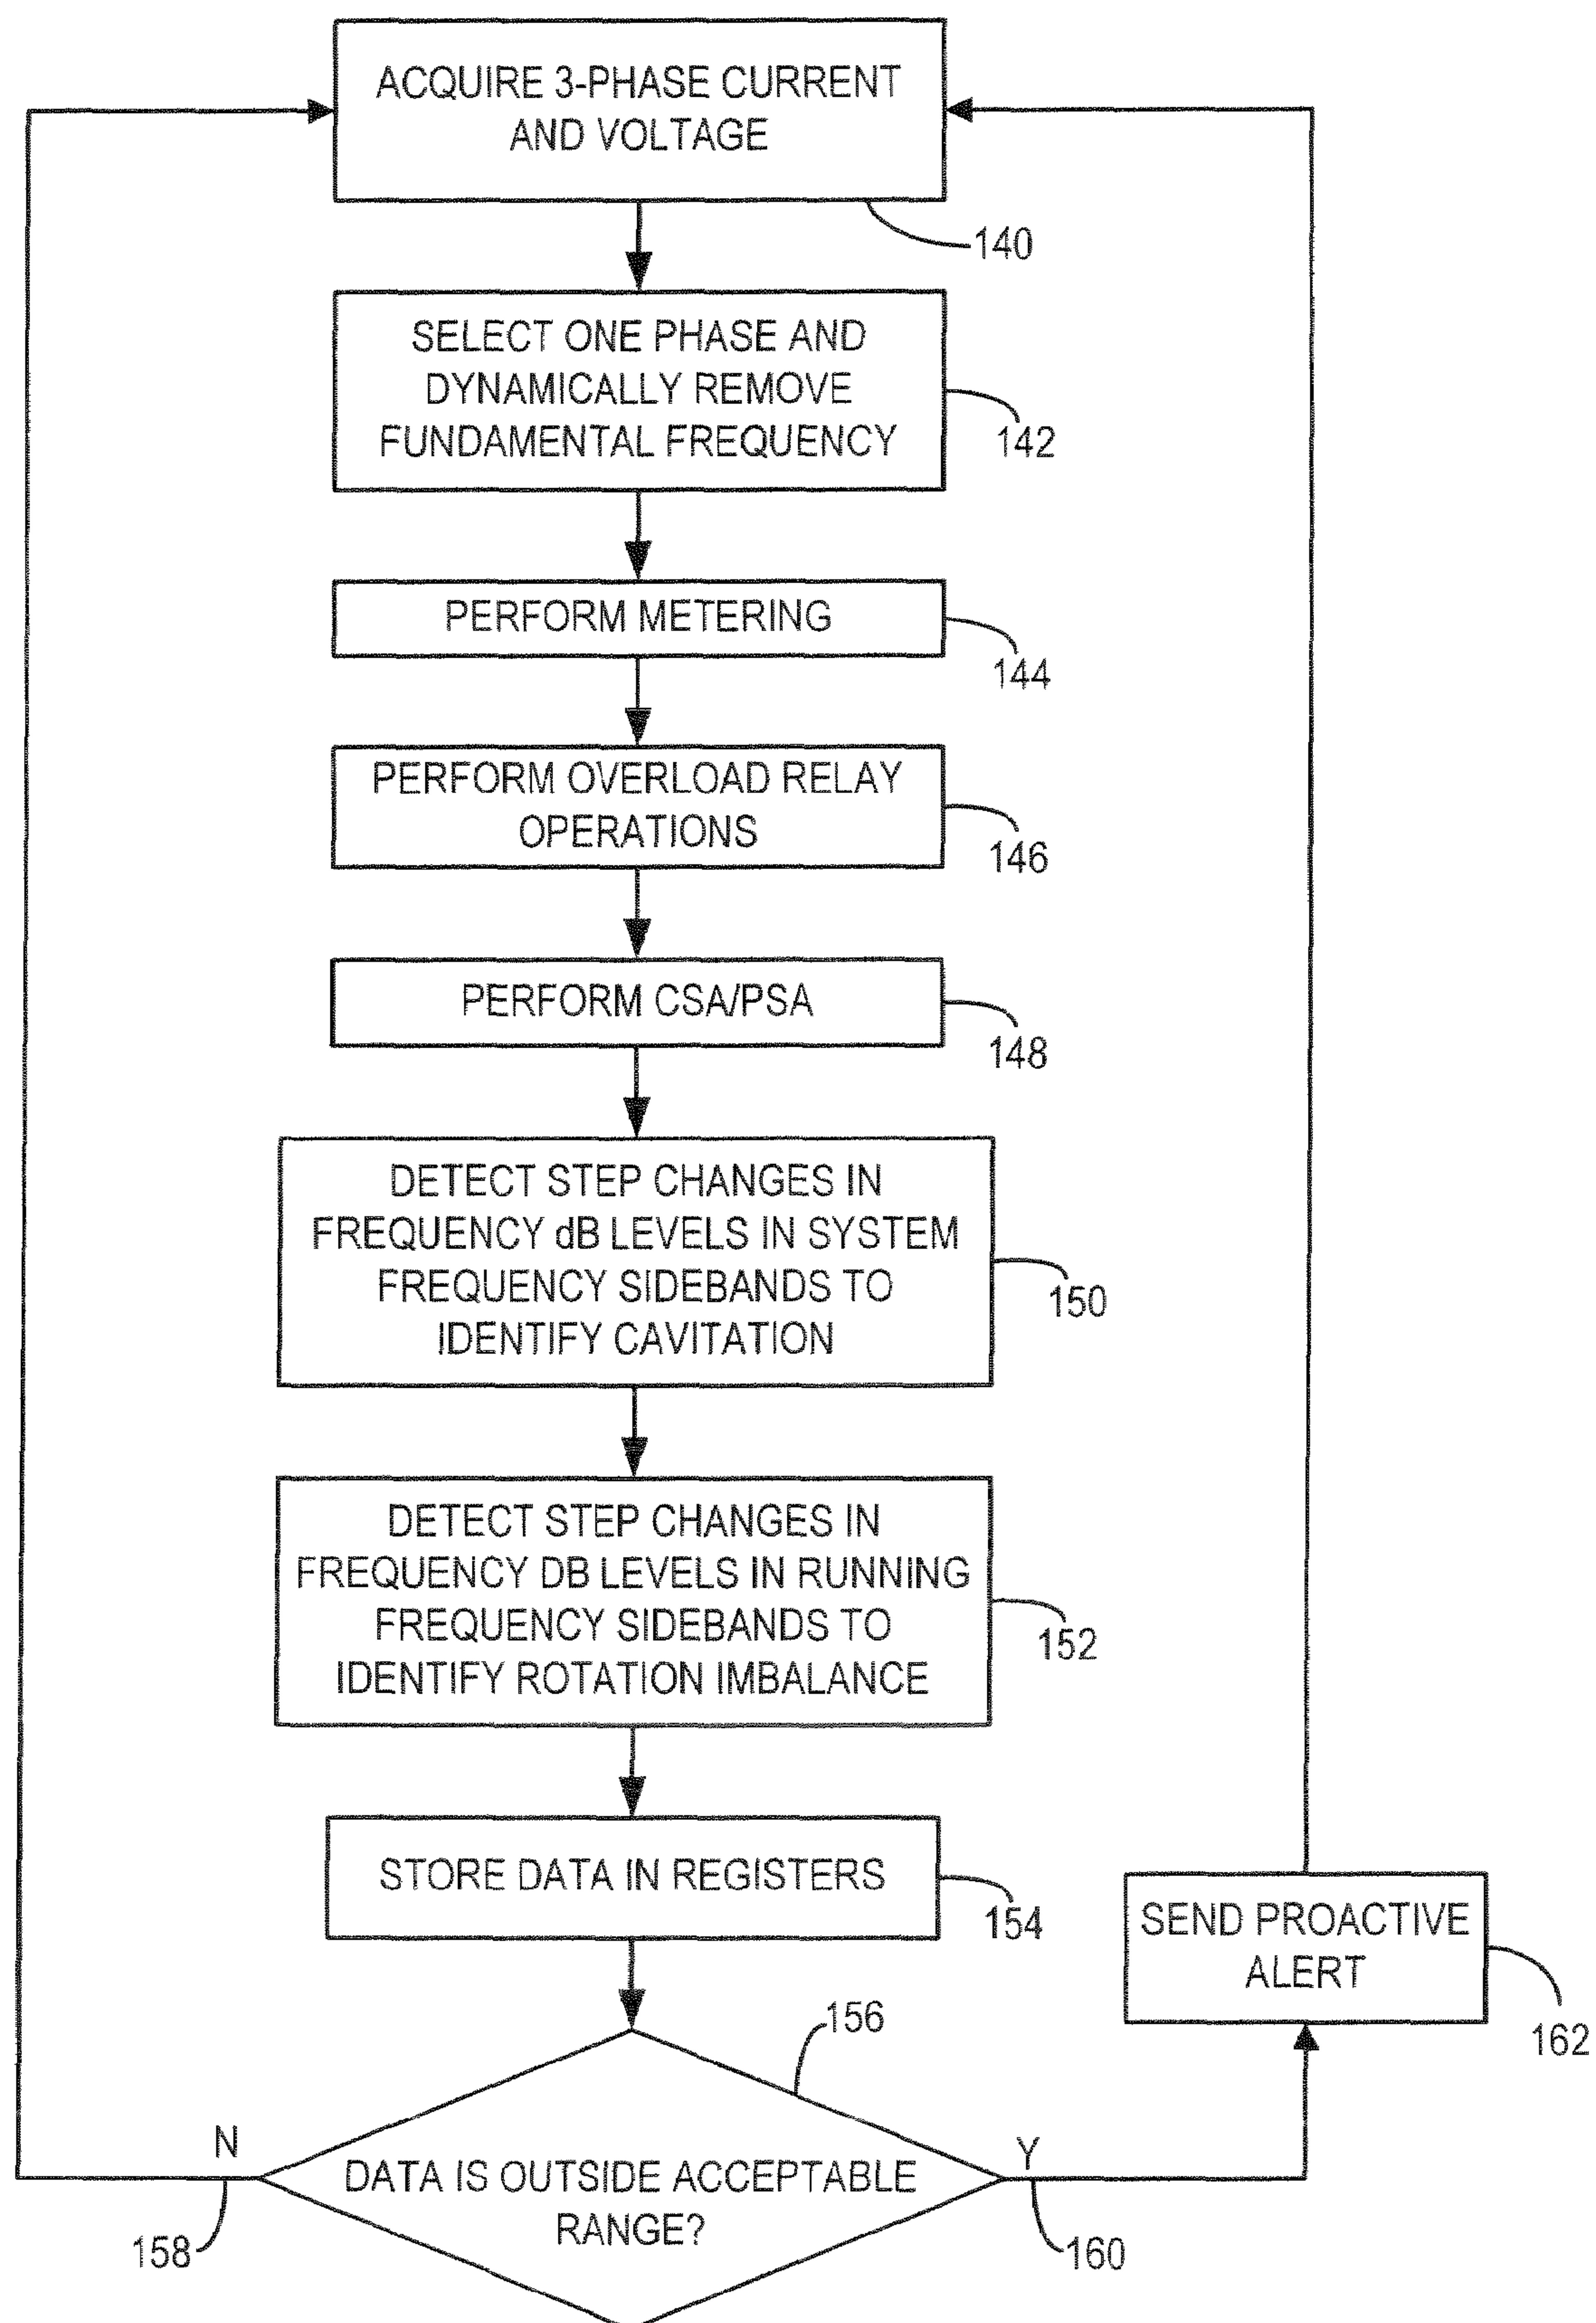 ACQUIRE 3-PHASE CURRENT
AND VOLTAGE
140
SELECT ONE PHASE AND
DYNAMICALLY REMOVE
FUNDAMENTAL FREQUENCY
142
PERFORM METERING
144
PERFORM OVERLOAD RELAY
OPERATIONS
146
PERFORM CSA/PSA
148
DETECT STEP CHANGES IN
FREQUENCY dB LEVELS IN SYSTEM
FREQUENCY SIDEBANDS TO
IDENTIFY CAVITATION
150
DETECT STEP CHANGES IN
FREQUENCY DB LEVELS IN RUNNING
FREQUENCY SIDEBANDS TO
IDENTIFY ROTATION IMBALANCE
152
STORE DATA IN REGISTERS
154
SEND PROACTIVE
ALERT
162
156
N
Y
DATA IS OUTSIDE ACCEPTABLE
RANGE?
158
160